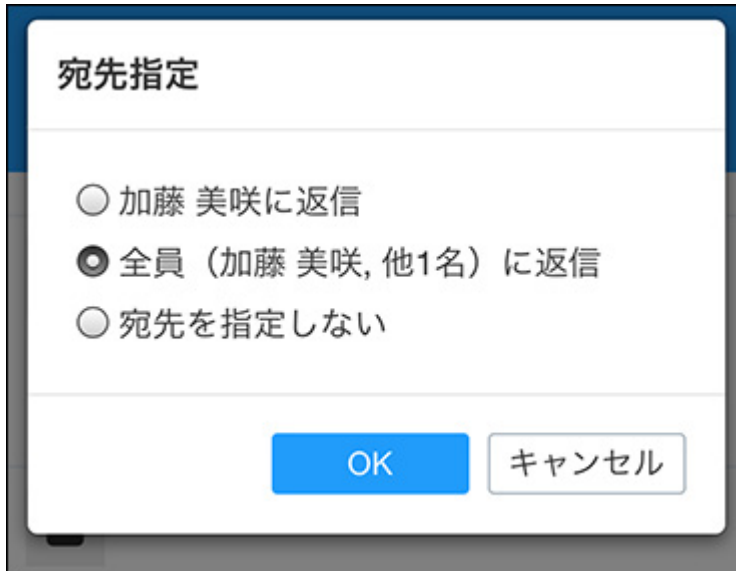 宛先指定
加藤 美咲に返信
全員（加藤 美咲, 他1名）に返信
宛先を指定しない
OK
キャンセル